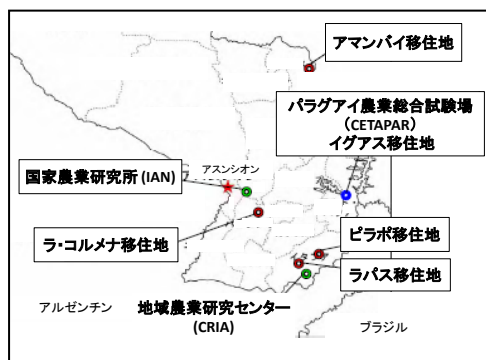 アマンバイ移住地
パラグアイ農業総合試験場
（CETAPAR）
イグアス移住地
アスンシオン
国家農業研究所 (IAN)
ラ・コルメナ移住地
ピラポ移住地
ラパス移住地
地域農業研究センター
(CRIA)
アルゼンチン
ブラジル